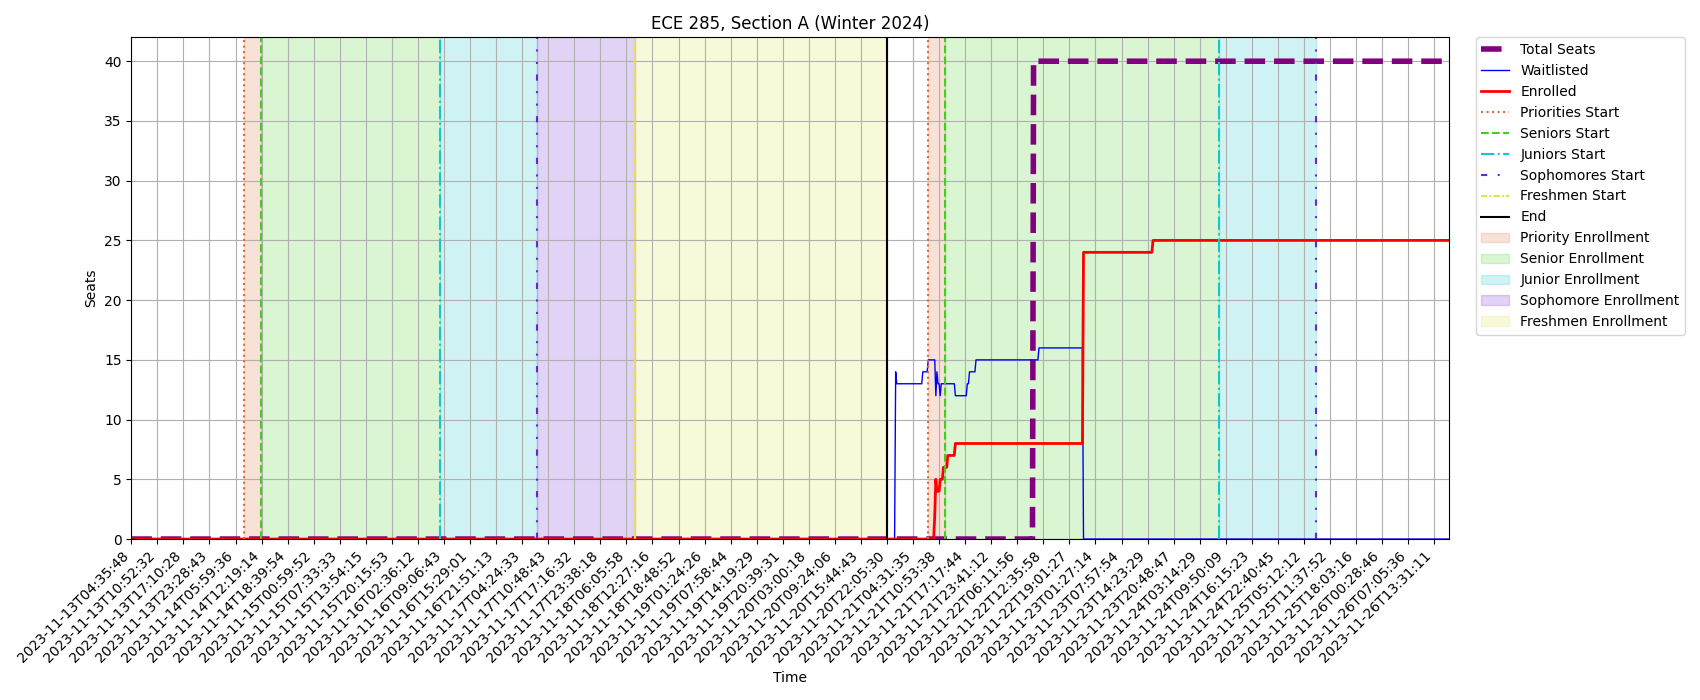 ECE 285, Section A (Winter 2024)
Seats
40
35
30
25
20
15
10
5
0
2023-11-13T04:35:48
2023-11-13T10:52:32
2023-11-13T17:10:28
2023-11-13T23:28:43
2023-11-14T05:59:36
2023-11-14T12:19:14
2023-11-14T18:39:54
2023-11-15T00:59:52
2023-11-15T07:33:33
2023-11-15T13:54:15
2023-11-15T20:15:53
2023-11-16T02:36:12
2023-11-16T09:06:43
2023-11-16T15:29:01
2023-11-16T21:51:13
2023-11-17T04:24:33
2023-11-17T10:48:43
2023-11-17T17:16:32
2023-11-17T23:38:18
2023-11-18T06:05:58
2023-11-18T12:27:16
2023-11-18T18:48:52
2023-11-19T01:24:26
2023-11-19T07:58:44
2023-11-19T14:19:29
2023-11-19T20:39:31
2023-11-20T03:00:18
2023-11-20T09:24:06
2023-11-20T15:44:43
2023-11-20T22:05:30
2023-11-21T04:31:35
2023-11-21T10:53:38
2023-11-21T17:17:44
2023-11-21T23:41:12
2023-11-22T06:11:56
2023-11-22T12:35:58
2023-11-22T19:01:27
2023-11-23T01:27:14
2023-11-23T07:57:54
2023-11-23T14:23:29
2023-11-23T20:48:47
2023-11-24T03:14:29
2023-11-24T09:50:09
2023-11-24T16:15:23
2023-11-24T22:40:45
2023-11-25T05:12:12
2023-11-25T11:37:52
2023-11-25T18:03:16
2023-11-26T00:28:46
2023-11-26T07:05:36
2023-11-26T13:31:11
Time
Total Seats
Waitlisted
Enrolled
Priorities Start
Seniors Start
Juniors Start
Sophomores Start
Freshmen Start
End
Priority Enrollment
Senior Enrollment
Junior Enrollment
Sophomore Enrollment
Freshmen Enrollment